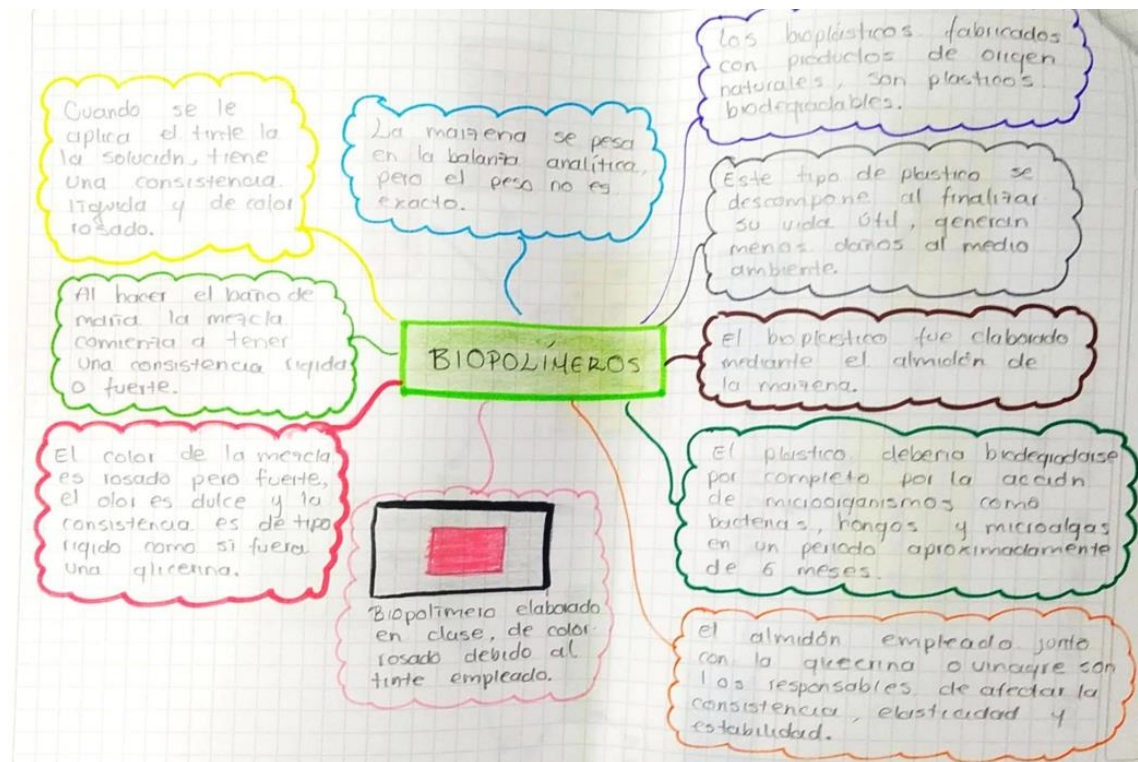 Los bioplásticos fabricados
con productos de origen
naturales, son plasticos
biodegradables.
Cuando se le
aplica el tinte la
la solución, tiene
una consistencia
líquida y de color
rosado.
La maizena se pesa
en la balanza analítica,
pero el peso no es
exacto.
Este tipo de plastico se
descompone al finalizar
su vida útil, generan
menos daños al medio
ambiente.
Al hacer el baño de
maría la mezcla
comienza a tener
una consistencia rigida
o fuerte.
BIOPOLÍMEROS
El bioplastico fue elaborado
mediante el almidón de
la maizena.
El color de la mezcla
es rosado pero fuerte,
el olor es dulce y la
consistencia es de tipo
rigido como si fuera
una glicerina.
El plastico deberia biodegradarse
por completo por la acción
de microorganismos como
bacterias, hongos y microalgas
en un periodo aproximadamente
de 6 meses.
Biopolímero elaborado
en clase, de color
rosado debido al
tinte empleado.
el almidón empleado junto
con la o vinagre son
los responsables de afectar la
consistencia, elasticidad y
estabilidad.